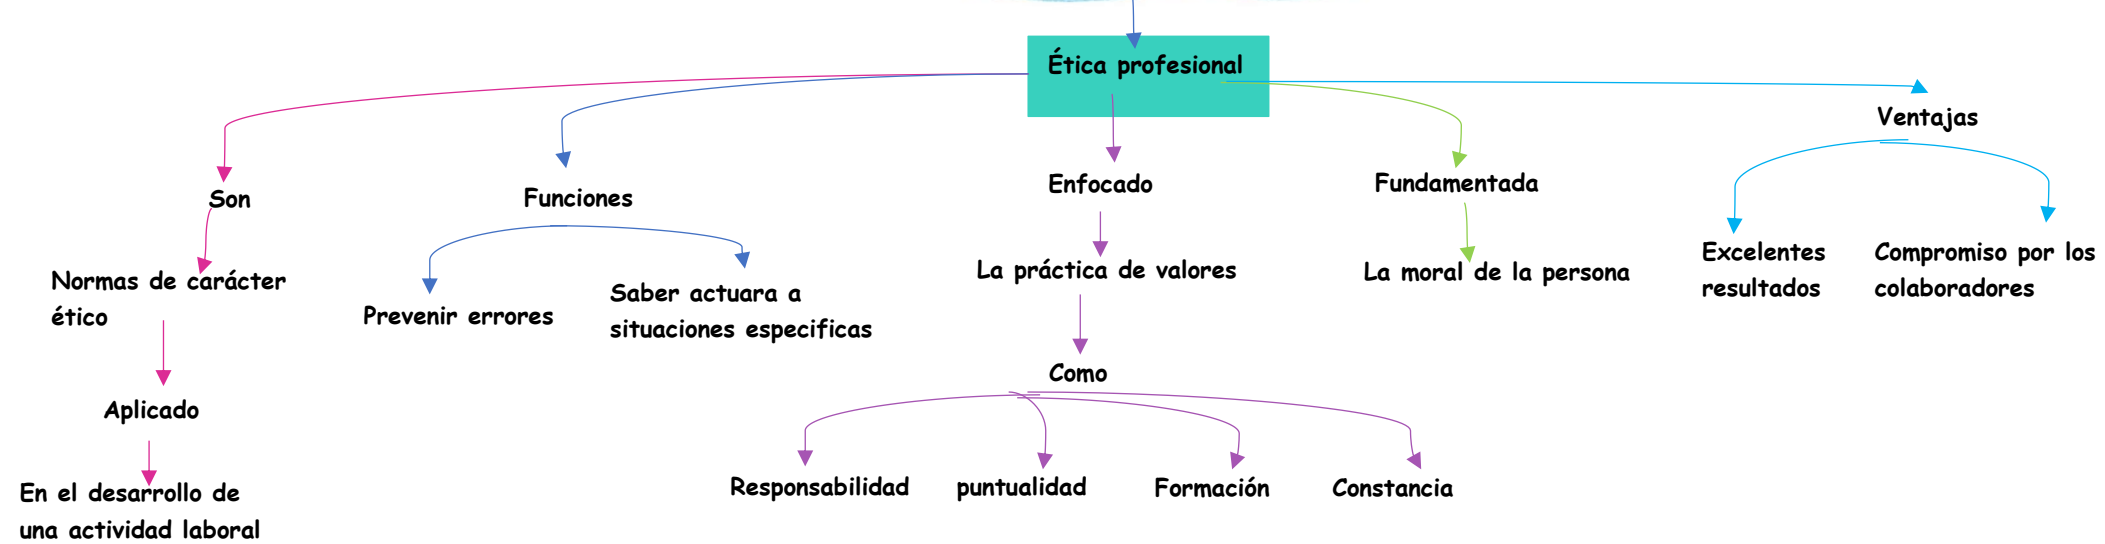 Ética profesional
Ventajas
Son
Funciones
Enfocado
Fundamentada
Normas de carácter
ético
Prevenir errores
Saber actuara a
situaciones especificas
La práctica de valores
La moral de la persona
Excelentes
resultados
Compromiso por los
colaboradores
Aplicado
Como
En el desarrollo de
una actividad laboral
Responsabilidad
puntualidad
Formación
Constancia